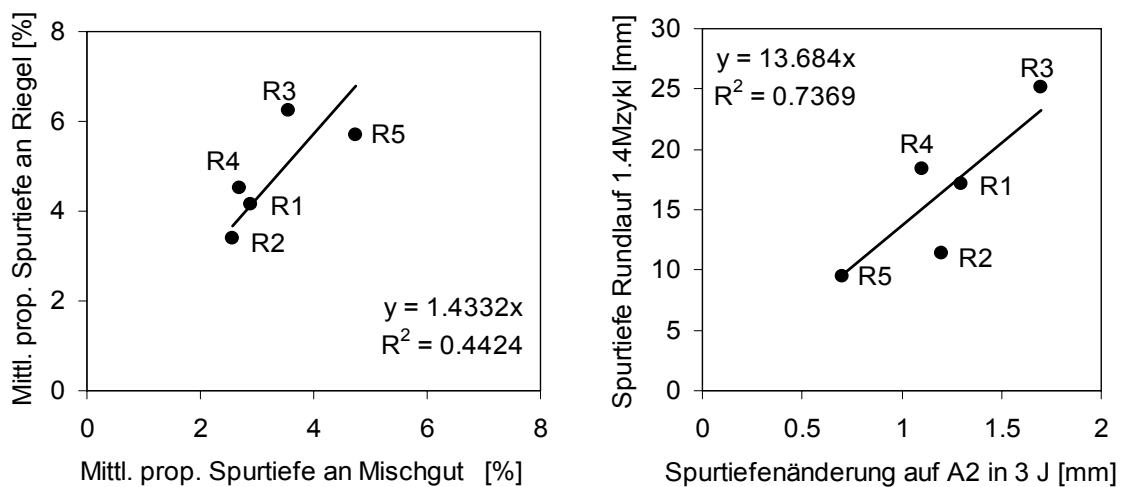 Mittl. prop. Spurtiefe an Riegel [%]
8
6
4
2
0
R3
R5
R4
R1
R2
y = 1.4332x
R² = 0.4424
0 2 4 6 8
Mittl. prop. Spurtiefe an Mischgut [%]
Spurtiefe Rundlauf 1.4Mzykl [mm]
30
25
20
15
10
5
0
y = 13.684x
R² = 0.7369
R3
R4
R1
R2
R5
0 0.5 1 1.5 2
Spurtiefenänderung auf A2 in 3 J [mm]